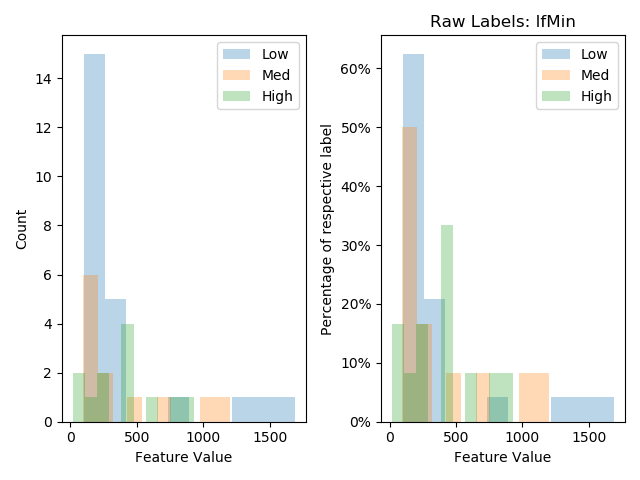 Raw Labels: lfMin
Low
Med
High
14
12
10
8
6
4
2
0
Count
0
500
1000
1500
Feature Value
Low
Med
High
60%
50%
40%
30%
20%
10%
0%
Percentage of respective label
0
500
1000
1500
Feature Value